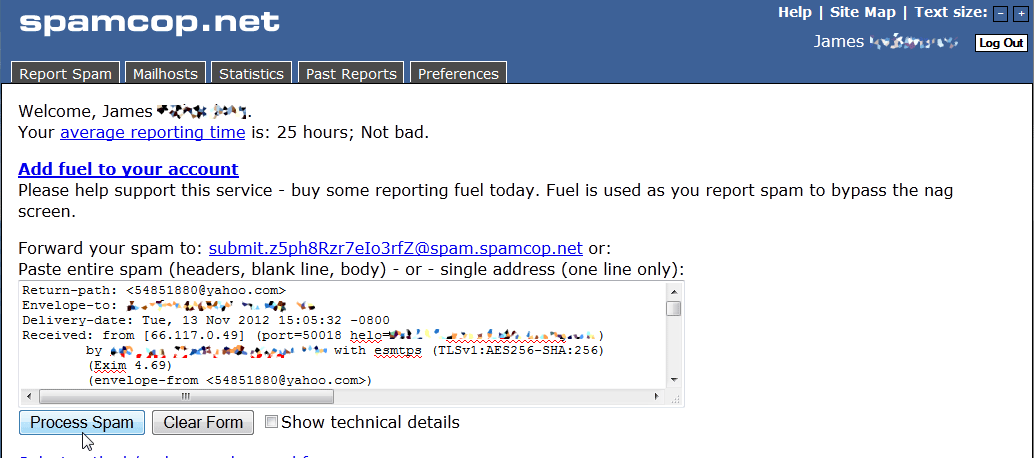 spamcop.net
Help | Site Map | Text size: - +
James
Log Out
Report Spam Mailhosts Statistics Past Reports Preferences
Welcome, James .
Your average reporting time is: 25 hours; Not bad.
Add fuel to your account
Please help support this service - buy some reporting fuel today. Fuel is used as you report spam to bypass the nag
screen.
Forward your spam to: submit.z5ph8Rzr7eIo3rfZ@spam.spamcop.net or:
Paste entire spam (headers, blank line, body) - or - single address (one line only):
Return-path: <54851880@yahoo.com>
Envelope-to:
Delivery-date: Tue, 13 Nov 2012 15:05:32 -0800
Received: from [66.117.0.49] (port=50018 helo= )
by with esmtps (TLSv1:AES256-SHA:256)
(Exim 4.69)
(envelope-from <54851880@yahoo.com>)
Process Spam Clear Form Show technical details